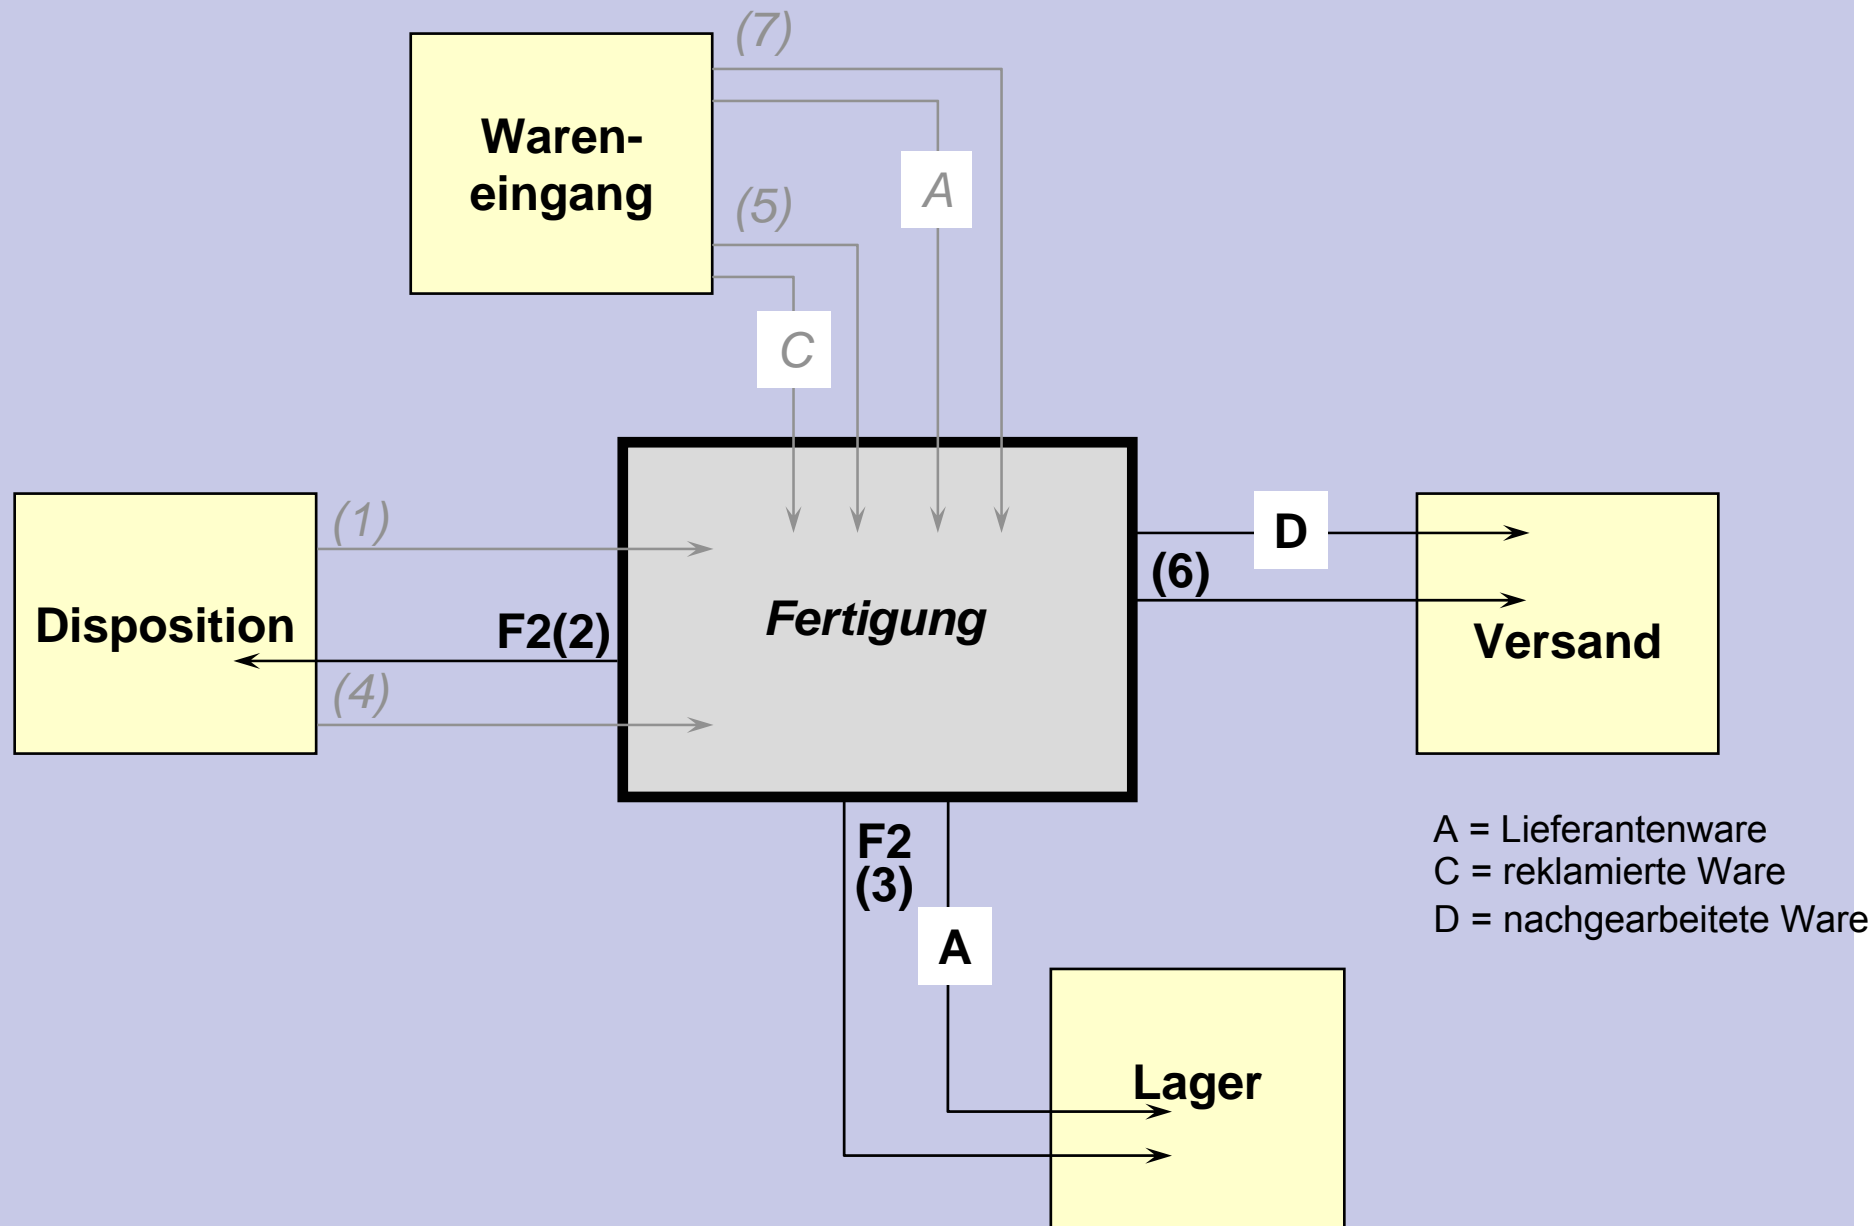 (7)
Waren-
eingang
A
(5)
C
(1)
D
(6)
Fertigung
Disposition
F2(2)
Versand
(4)
F2
(3)
A
A = Lieferantenware
C = reklamierte Ware
D = nachgearbeitete Ware
Lager